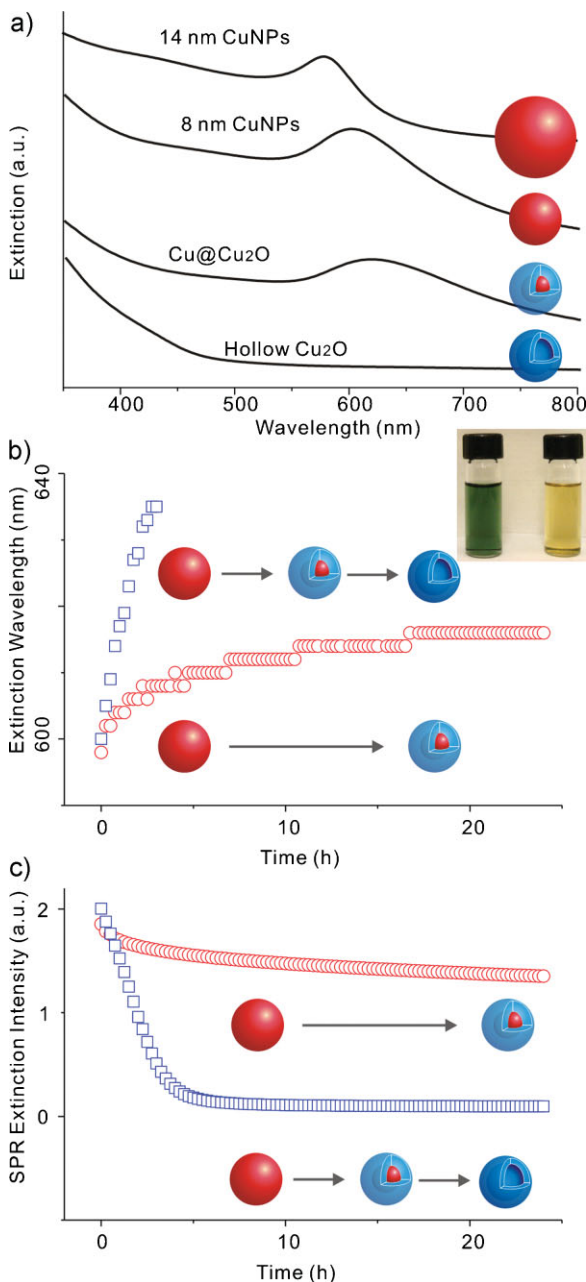 a)
14 nm CuNPs
8 nm CuNPs
Cu@Cu2O
Hollow Cu2O
Extinction (a.u.)
400 500 600 700 800
Wavelength (nm)
b)
640
600
Extinction Wavelength (nm)
0 10 20
Time (h)
c)
2
1
0
SPR Extinction Intensity (a.u.)
0 10 20
Time (h)